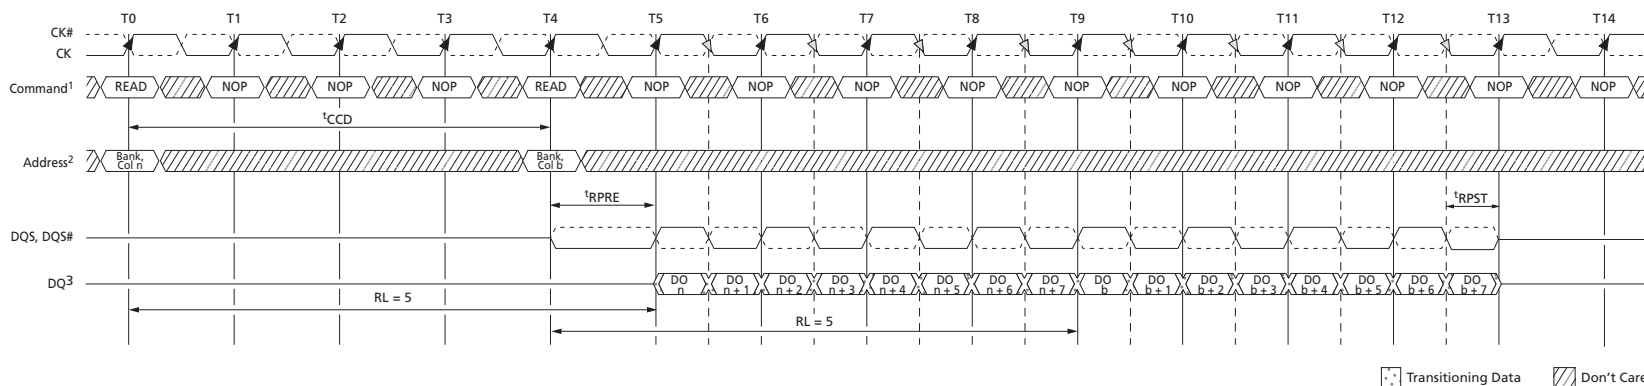 T0 T1 T2 T3 T4 T5 T6 T7 T8 T9 T10 T11 T12 T13 T14
CK#
CK
Command1 READ NOP NOP NOP READ NOP NOP NOP NOP NOP NOP NOP NOP NOP NOP
tCCD
Address2 Bank, Col n Bank, Col b
tRPRE tRPST
DQS, DQS#
DQ3 DO n DO n + 1 DO n + 2 DO n + 3 DO n + 4 DO n + 5 DO n + 6 DO n + 7 DO b DO b + 1 DO b + 2 DO b + 3 DO b + 4 DO b + 5 DO b + 6 DO b + 7
RL = 5
RL = 5
Transitioning Data Don't Care